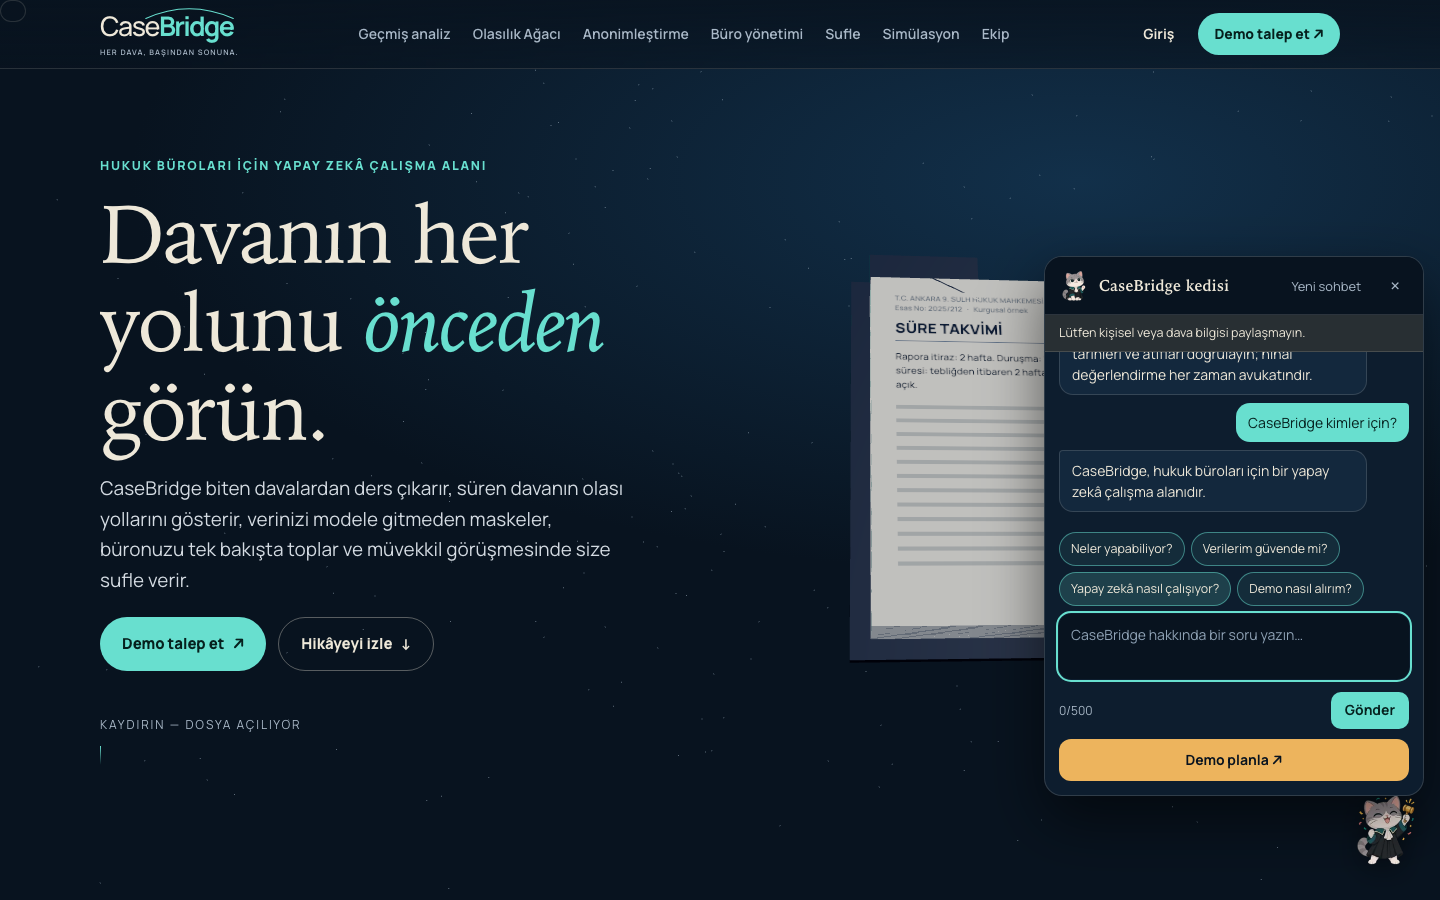 CaseBridge
HER DAVA, BAŞINDAN SONUNA.
Geçmiş analiz
Olasılık Ağacı
Anonimleştirme
Büro yönetimi
Sufle
Simülasyon
Ekip
Giriş
Demo talep et ↗
HUKUK BÜROLARI İÇİN YAPAY ZEKÂ ÇALIŞMA ALANI
Davanın her
yolunu önceden
görün.
CaseBridge biten davalardan ders çıkarır, süren davanın olası
yollarını gösterir, verinizi modele gitmeden maskeler,
büronuzu tek bakışta toplar ve müvekkil görüşmesinde size
sufle verir.
Demo talep et ↗
Hikâyeyi izle ↓
KAYDIRIN — DOSYA AÇILIYOR
T.C. ANKARA 9. SULH HUKUK MAHKEMESİ
Esas No: 2025/212 · Kurgusal örnek
SÜRE TAKVİMİ
Rapora itiraz: 2 hafta. Duruşma
süresi: tebliğden itibaren 2 hafta
açık.
CaseBridge kedisi
Yeni sohbet
×
Lütfen kişisel veya dava bilgisi paylaşmayın.
tarihleri ve atıfları doğrulayın; nihai
değerlendirme her zaman avukatındır.
CaseBridge kimler için?
CaseBridge, hukuk büroları için bir yapay
zekâ çalışma alanıdır.
Neler yapabiliyor?
Verilerim güvende mi?
Yapay zekâ nasıl çalışıyor?
Demo nasıl alırım?
CaseBridge hakkında bir soru yazın…
0/500
Gönder
Demo planla ↗